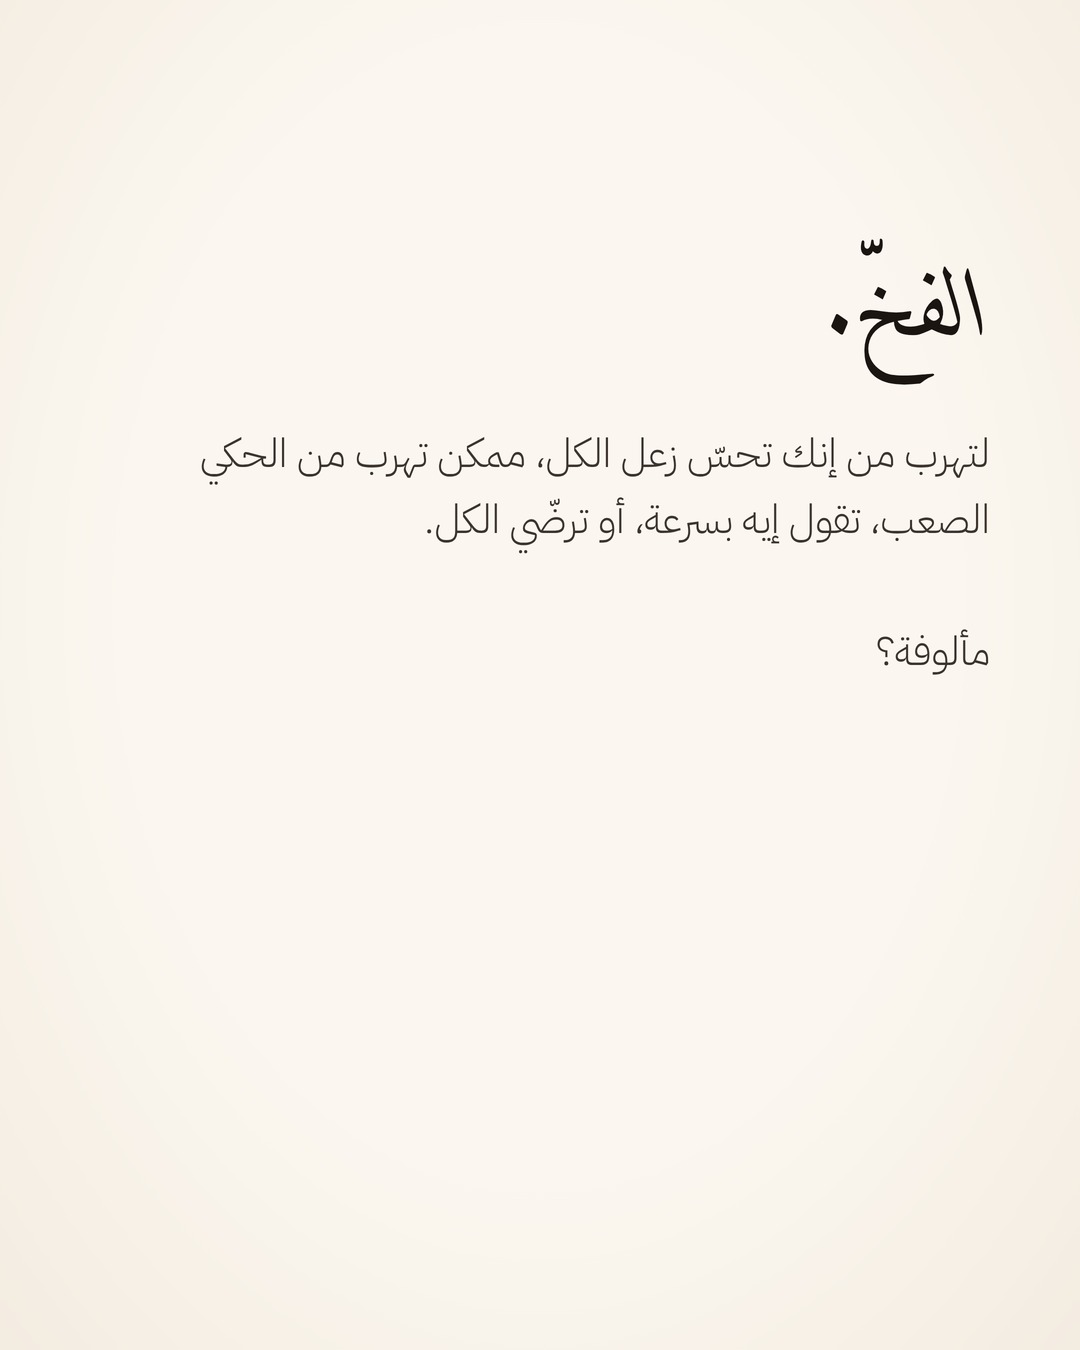 الفخّ.
لتهرب من إنك تحسّ زعل الكل، ممكن تهرب من الحكي
الصعب، تقول إيه بسرعة، أو ترضّي الكل.
مألوفة؟